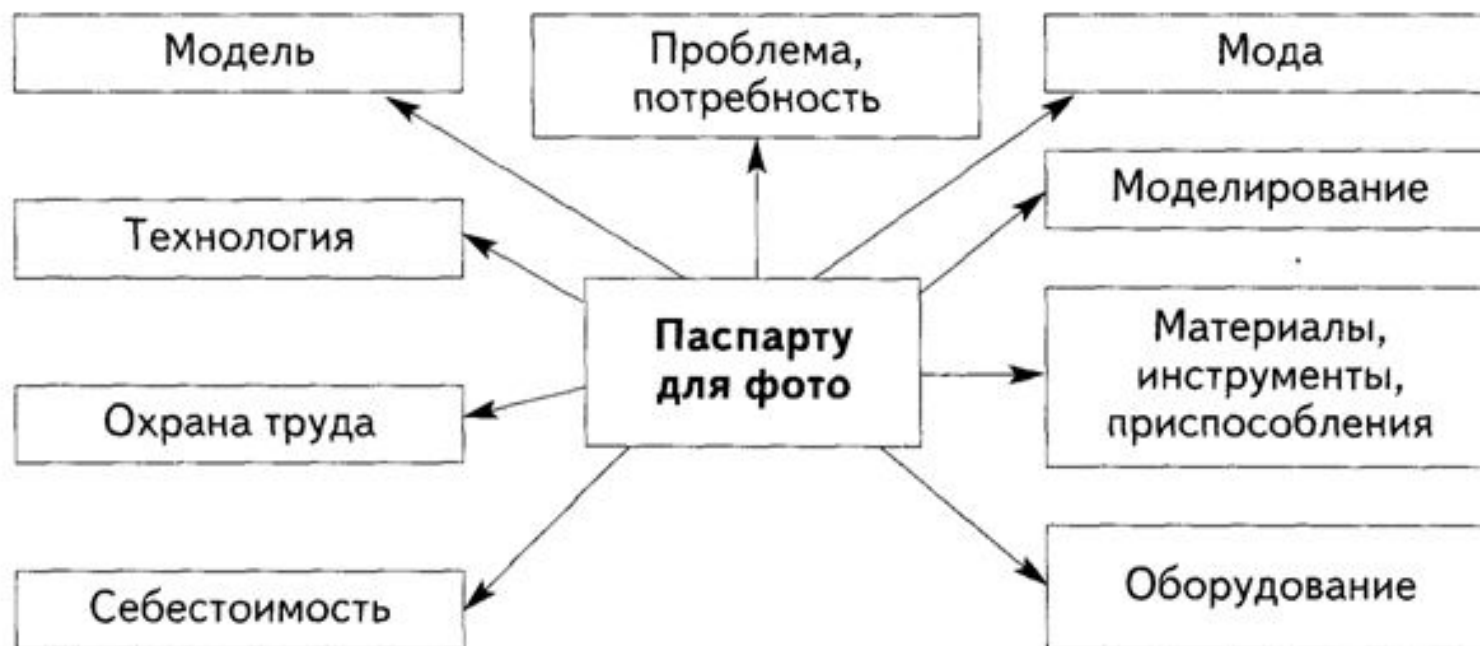 Модель
Проблема,
потребность
Мода
Моделирование
Технология
Паспарту
для фото
Материалы,
инструменты,
приспособления
Охрана труда
Себестоимость
Оборудование